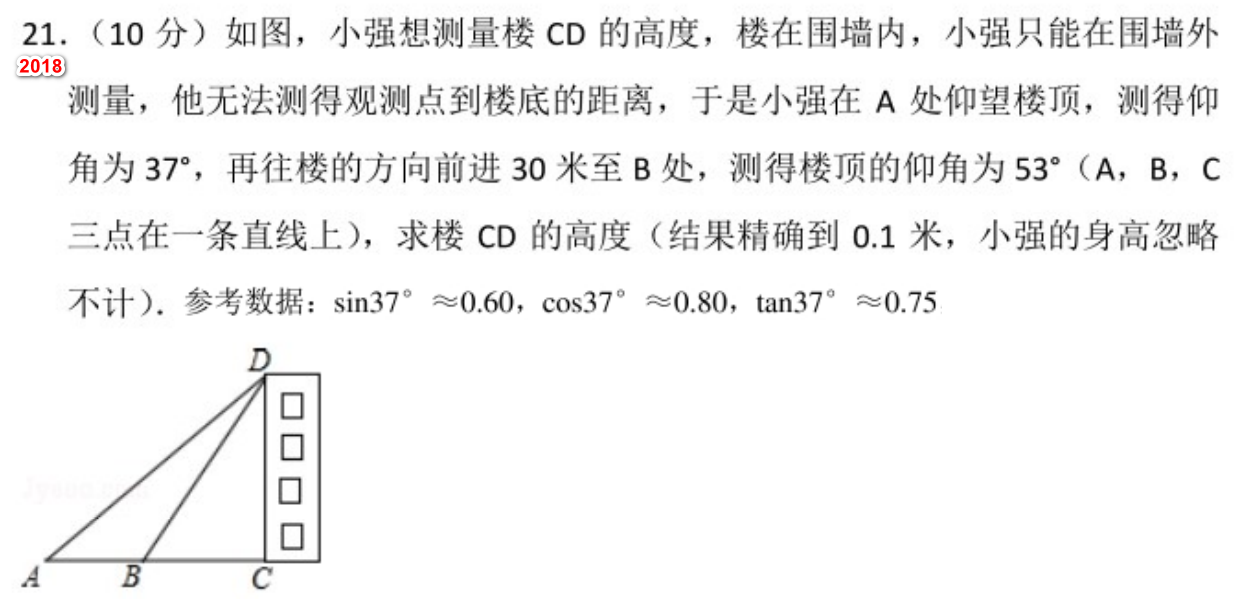 21.（10 分）如图，小强想测量楼 CD 的高度，楼在围墙内，小强只能在围墙外
2018
测量，他无法测得观测点到楼底的距离，于是小强在 A 处仰望楼顶，测得仰
角为 37°，再往楼的方向前进 30 米至 B 处，测得楼顶的仰角为 53°（A，B，C
三点在一条直线上），求楼 CD 的高度（结果精确到 0.1 米，小强的身高忽略
不计）．参考数据：sin37° ≈0.60，cos37° ≈0.80，tan37° ≈0.75
D
A B C